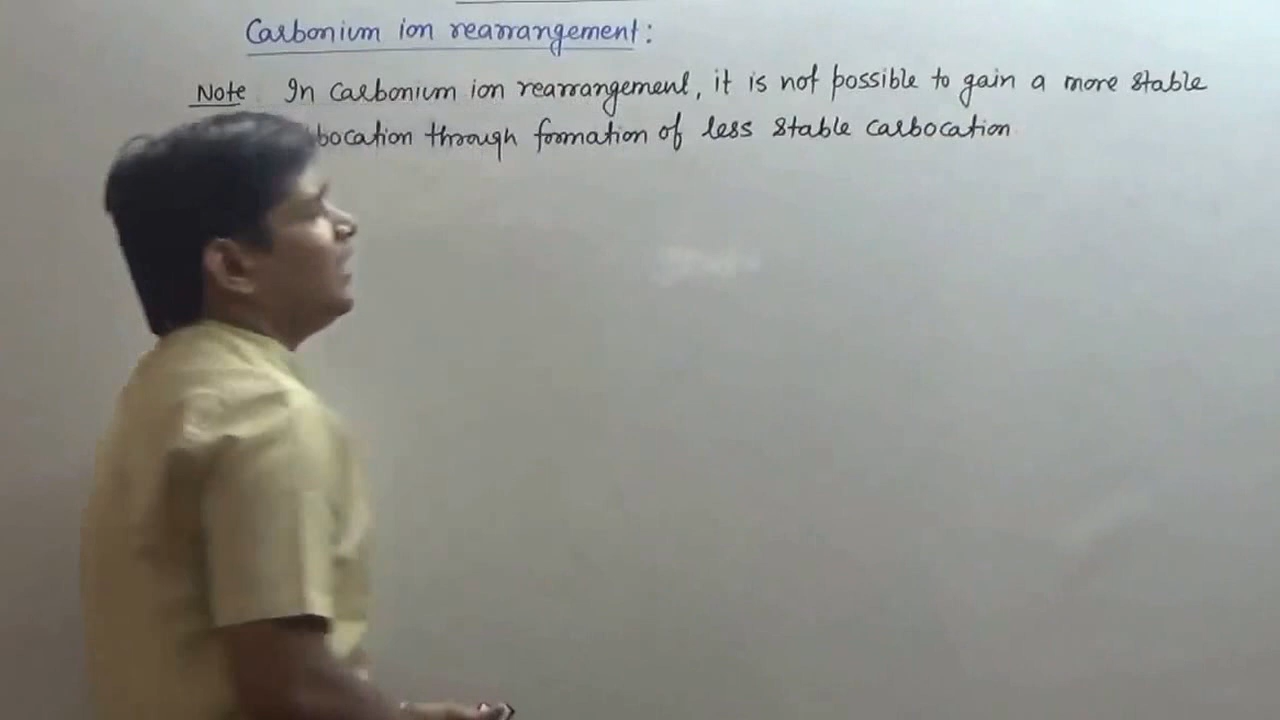 Carbonium ion rearrangement:
Note In carbonium ion rearrangement, it is not possible to gain a more stable
bocation through formation of less stable carbocation